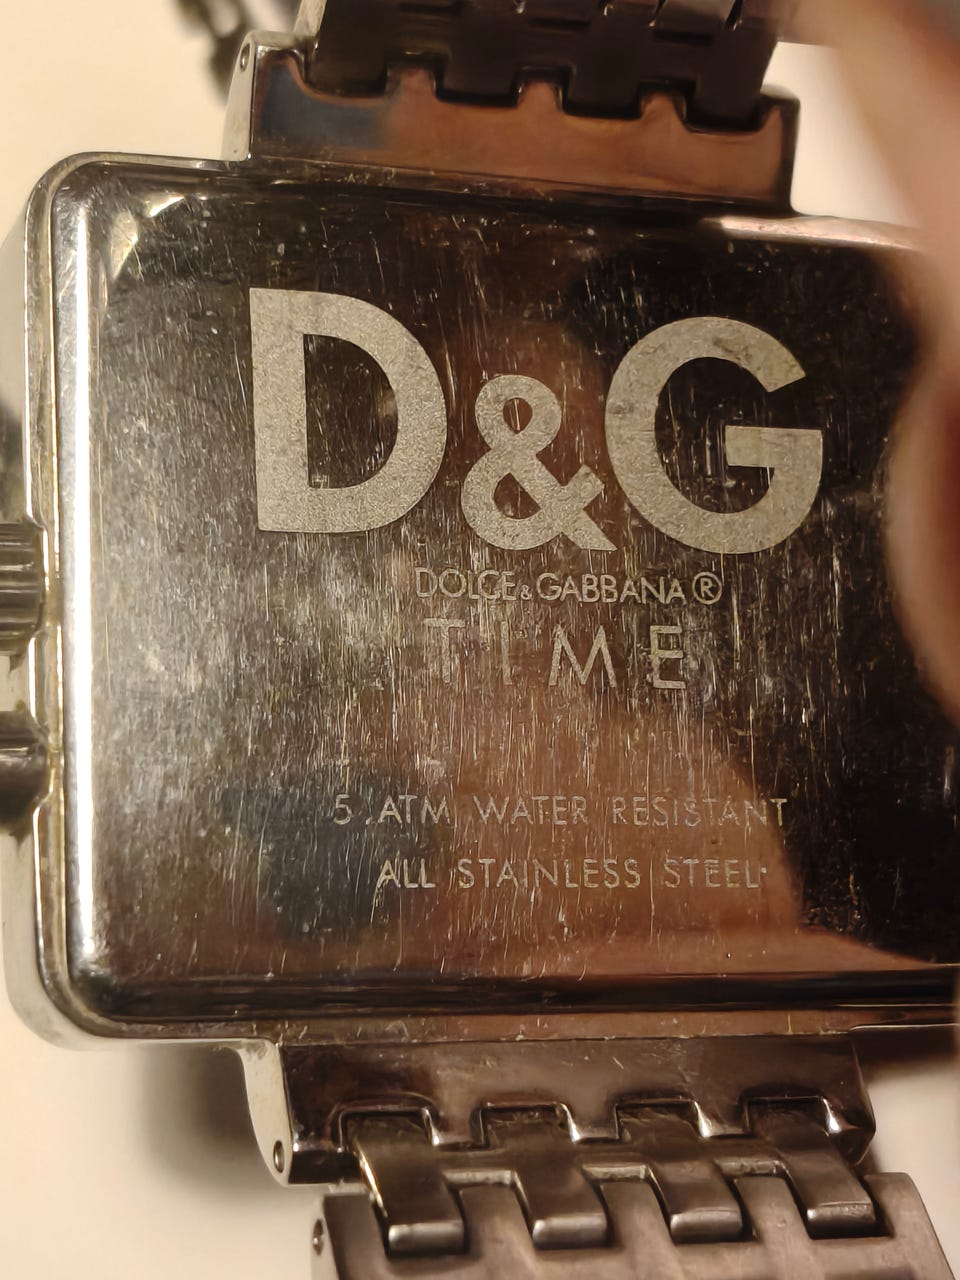 D&G
DOLCE&GABBANA®
TIME
5 ATM WATER RESISTANT
ALL STAINLESS STEEL